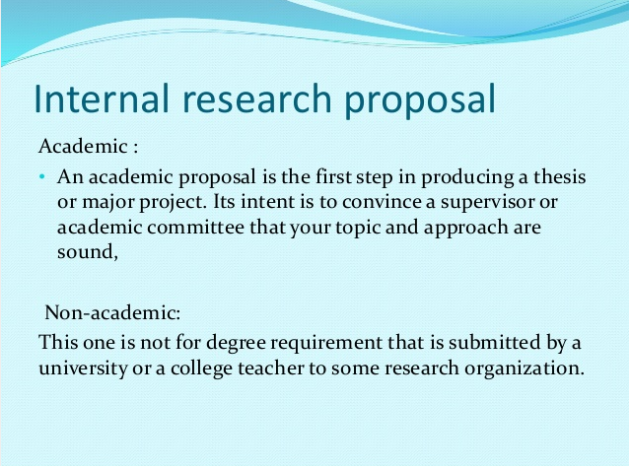 Internal research proposal
Academic :
• An academic proposal is the first step in producing a thesis
or major project. Its intent is to convince a supervisor or
academic committee that your topic and approach are
sound,
Non-academic:
This one is not for degree requirement that is submitted by a
university or a college teacher to some research organization.